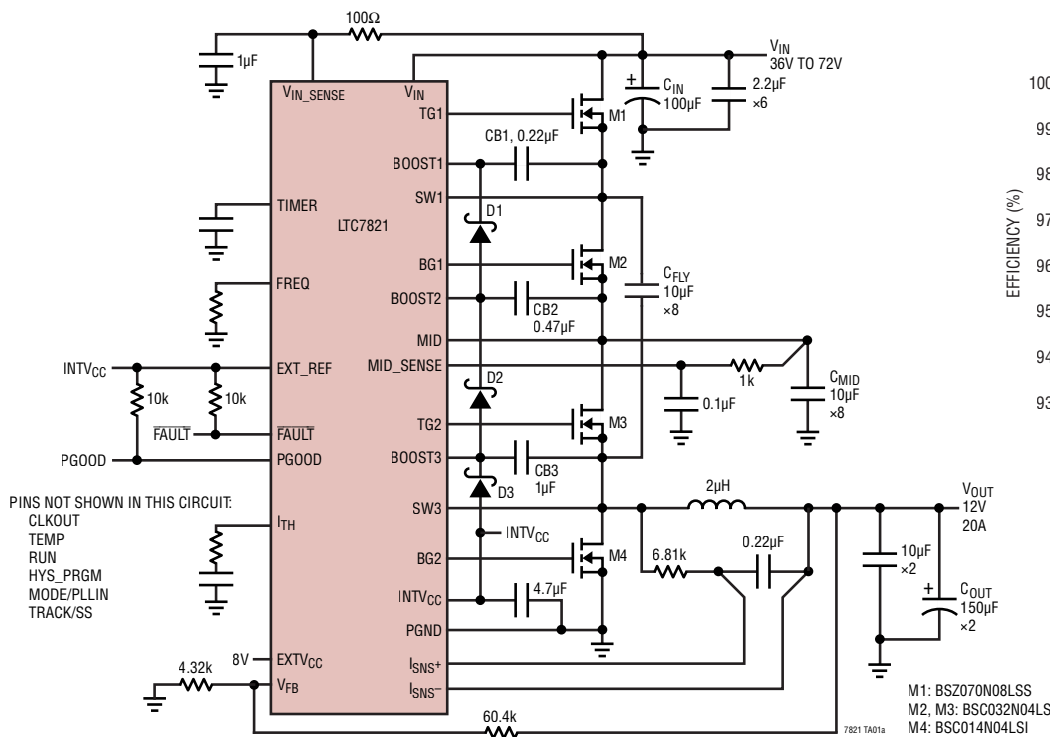 100Ω
1µF
VIN_SENSE
VIN
VIN
36V TO 72V
CIN
100µF
2.2µF
×6
TG1
M1
CB1, 0.22µF
BOOST1
SW1
TIMER
LTC7821
D1
BG1
M2
CFLY
10µF
×8
FREQ
BOOST2
CB2
0.47µF
MID
INTVCC
EXT_REF
MID_SENSE
1k
10k
10k
D2
0.1µF
CMID
10µF
×8
FAULT
FAULT
TG2
M3
PGOOD
PGOOD
BOOST3
CB3
1µF
D3
PINS NOT SHOWN IN THIS CIRCUIT:
CLKOUT
TEMP
RUN
HYS_PRGM
MODE/PLLIN
TRACK/SS
ITH
SW3
2µH
VOUT
12V
20A
INTVCC
6.81k
0.22µF
BG2
M4
10µF
×2
INTVCC
4.7µF
COUT
150µF
×2
PGND
8V
EXTVCC
ISNS+
4.32k
VFB
ISNS–
60.4k
7821 TA01a
M1: BSZ070N08LSS
M2, M3: BSC032N04LS
M4: BSC014N04LSI
EFFICIENCY (%)
100
99
98
97
96
95
94
93